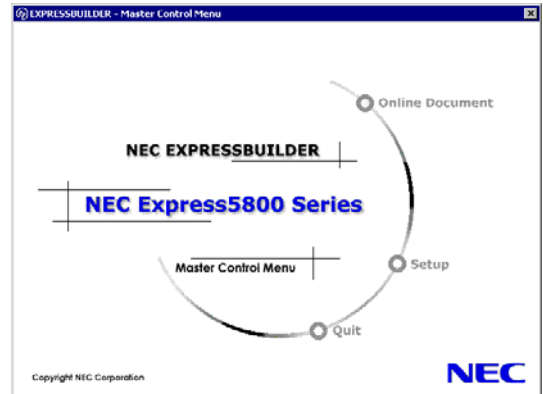 EXPRESSBUILDER - Master Control Menu
Online Document
NEC EXPRESSBUILDER
NEC Express5800 Series
Master Control Menu
Setup
Quit
Copyright NEC Corporation
NEC